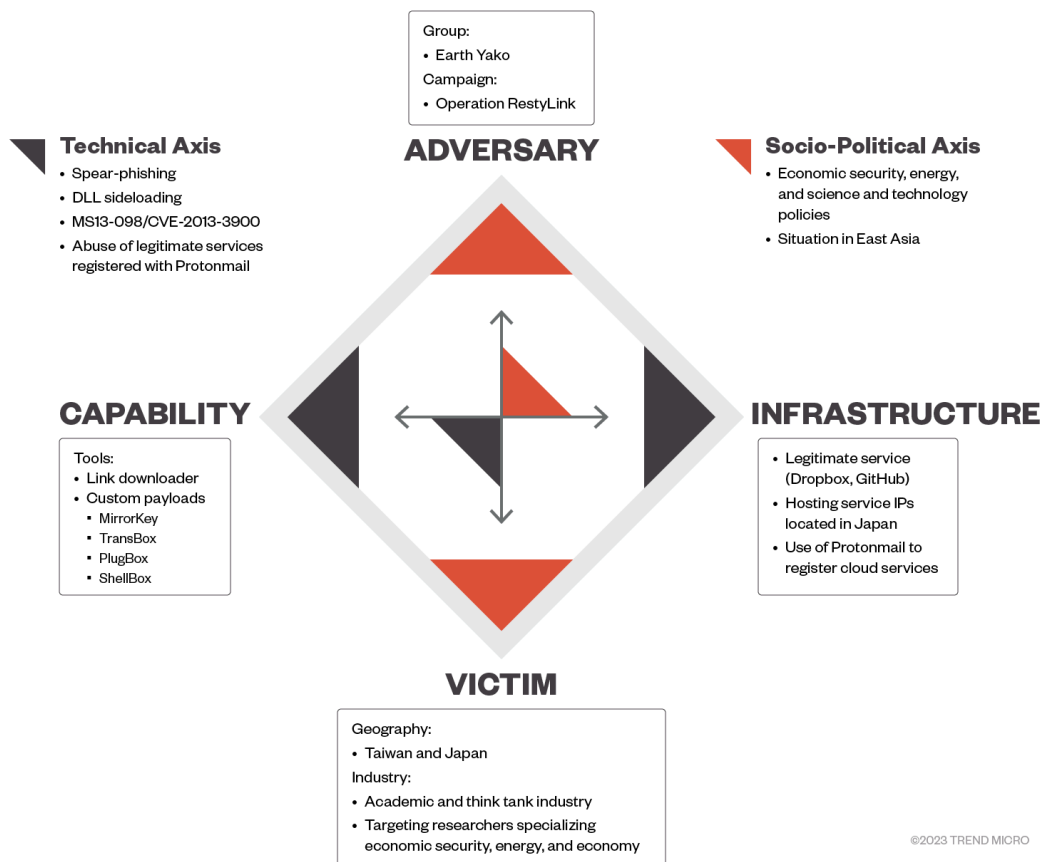 Group:
• Earth Yako
Campaign:
• Operation RestyLink
ADVERSARY
Technical Axis
• Spear-phishing
• DLL sideloading
• MS13-098/CVE-2013-3900
• Abuse of legitimate services
registered with Protonmail
Socio-Political Axis
• Economic security, energy,
and science and technology
policies
• Situation in East Asia
CAPABILITY
Tools:
• Link downloader
• Custom payloads
▪ MirrorKey
▪ TransBox
▪ PlugBox
▪ ShellBox
INFRASTRUCTURE
• Legitimate service
(Dropbox, GitHub)
• Hosting service IPs
located in Japan
• Use of Protonmail to
register cloud services
VICTIM
Geography:
• Taiwan and Japan
Industry:
• Academic and think tank industry
• Targeting researchers specializing
economic security, energy, and economy
©2023 TREND MICRO